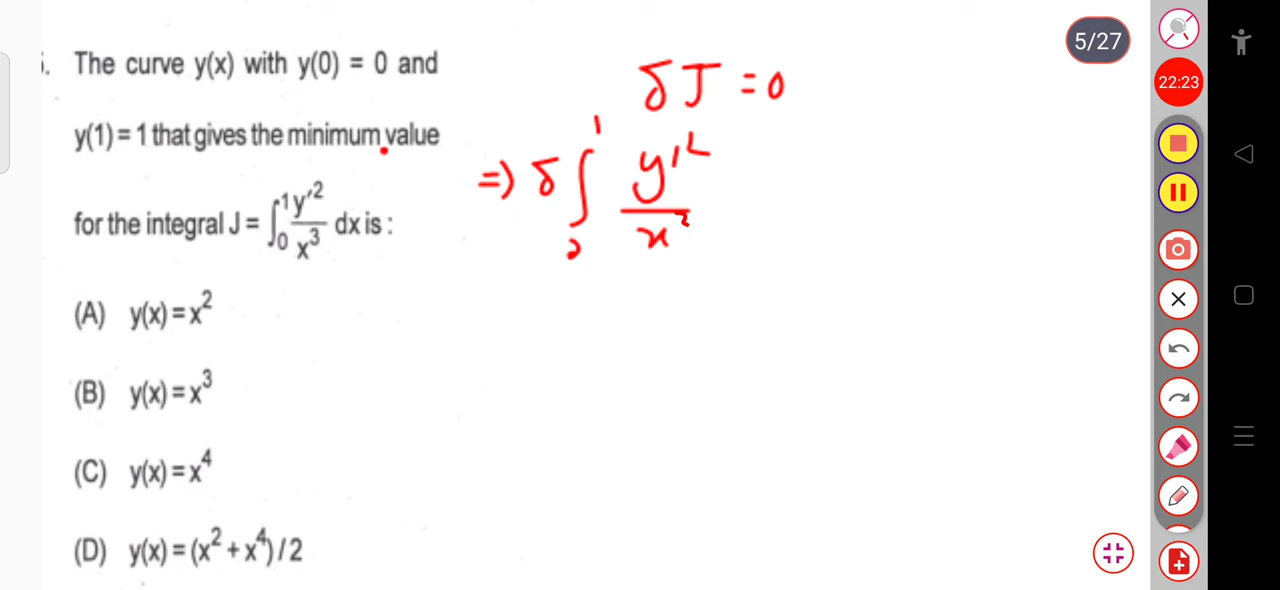 5/27
. The curve y(x) with y(0) = 0 and
y(1) = 1 that gives the minimum value
for the integral J = ∫₀¹ y'²/x³ dx is :
(A) y(x) = x²
(B) y(x) = x³
(C) y(x) = x⁴
(D) y(x) = (x² + x⁴) / 2
δJ = 0
=> δ ∫₀¹ y'²/x²
22:23